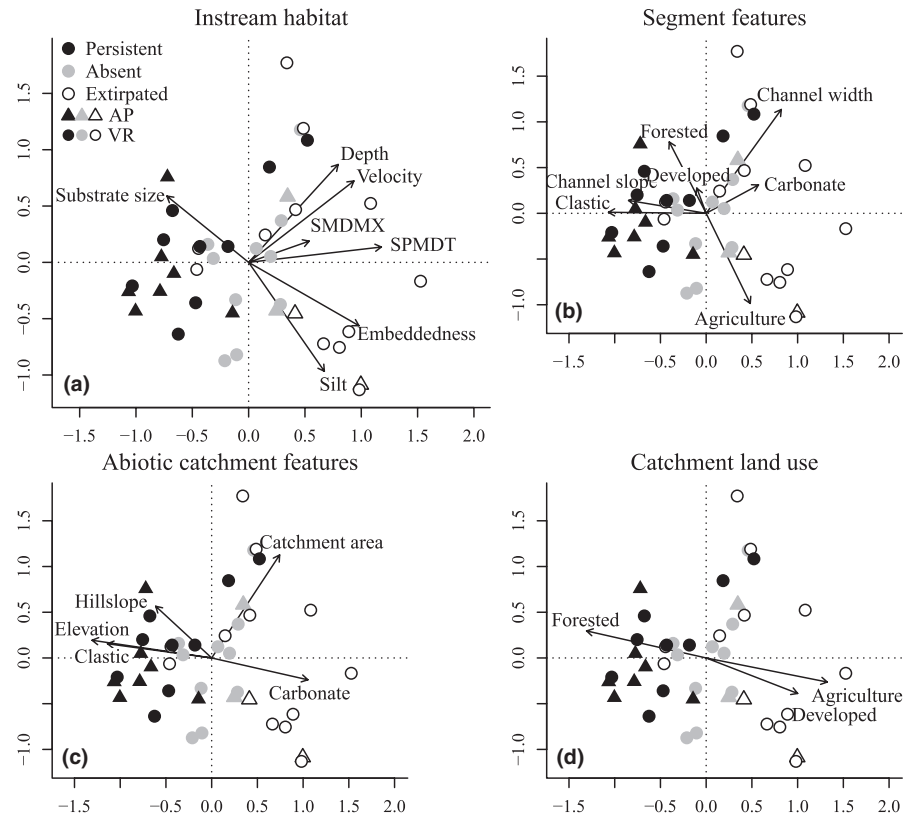 Instream habitat
Persistent
Absent
Extirpated
AP
VR
Depth
Velocity
Substrate size
SMDMX
SPMDT
Embeddedness
Silt
(a)
1.5
1.0
0.5
0.0
−0.5
−1.0
−1.5 −1.0 −0.5 0.0 0.5 1.0 1.5 2.0
Segment features
Channel width
Forested
Channel slope
Developed
Carbonate
Clastic
Agriculture
(b)
1.5
1.0
0.5
0.0
−1.0
−1.5 −0.5 0.0 0.5 1.0 1.5 2.0
Abiotic catchment features
Catchment area
Hillslope
Elevation
Clastic
Carbonate
(c)
1.5
1.0
0.5
0.0
−1.0
−1.5 −0.5 0.0 0.5 1.0 1.5 2.0
Catchment land use
Forested
Agriculture
Developed
(d)
1.5
1.0
0.5
0.0
−1.0
−1.5 −0.5 0.0 0.5 1.0 1.5 2.0